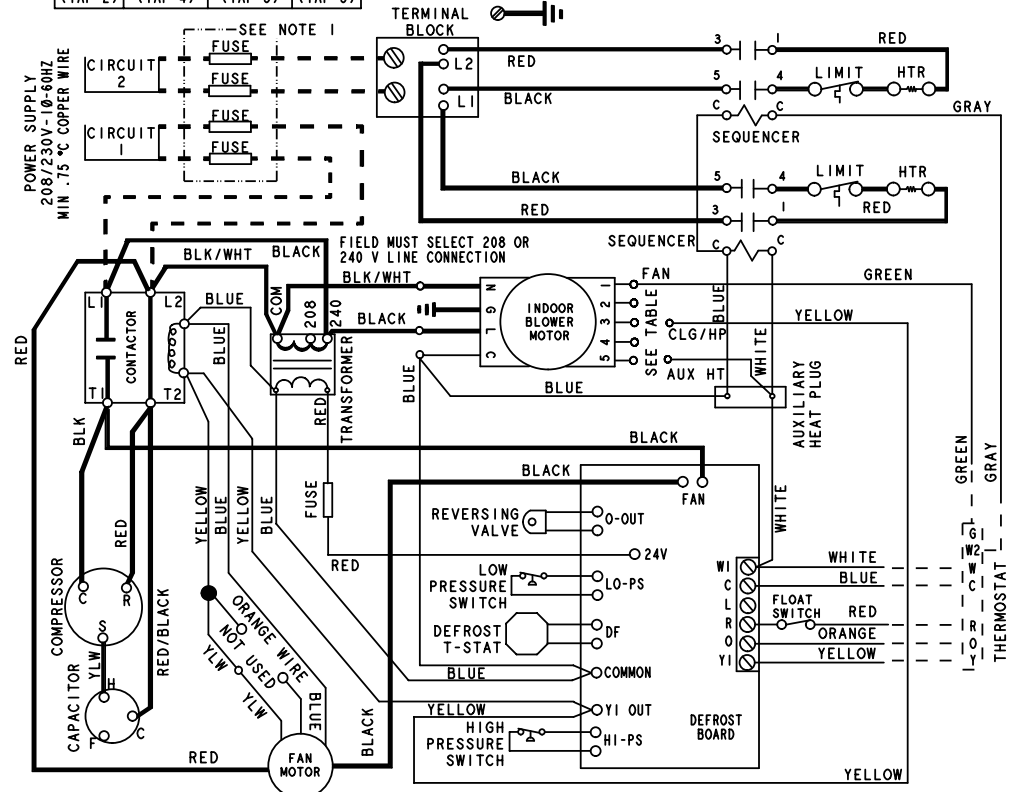 TERMINAL
BLOCK
SEE NOTE 1
FUSE
FUSE
FUSE
FUSE
CIRCUIT
2
CIRCUIT
1
POWER SUPPLY
208/230V-1Ø-60HZ
MIN .75 °C COPPER WIRE
L2
L1
RED
BLACK
3
1
RED
5
4
LIMIT
HTR
C
C
GRAY
SEQUENCER
BLACK
5
4
LIMIT
HTR
RED
3
1
RED
SEQUENCER
C
C
FIELD MUST SELECT 208 OR
240 V LINE CONNECTION
BLK/WHT
BLACK
BLK/WHT
BLACK
COM
208
240
TRANSFORMER
N
G
L
C
INDOOR
BLOWER
MOTOR
1
2
3
4
5
FAN
SEE TABLE
CLG/HP
AUX HT
GREEN
YELLOW
BLUE
WHITE
BLUE
BLUE
AUXILIARY
HEAT PLUG
L1
L2
CONTACTOR
T1
T2
BLUE
BLUE
RED
RED
BLK
BLACK
BLACK
FAN
YELLOW
BLUE
YELLOW
BLUE
FUSE
RED
RED
REVERSING
VALVE
O-OUT
24V
LOW
PRESSURE
SWITCH
LO-PS
DEFROST
T-STAT
DF
BLUE
COMMON
YELLOW
Y1 OUT
HIGH
PRESSURE
SWITCH
HI-PS
DEFROST
BOARD
WHITE
W1
C
L
R
O
Y1
WHITE
BLUE
FLOAT
SWITCH
RED
ORANGE
YELLOW
GREEN
GRAY
G
W2
W
C
R
O
Y
THERMOSTAT
COMPRESSOR
C
R
S
YLW
CAPACITOR
H
C
F
RED/BLACK
ORANGE WIRE
NOT USED
YLW
YLW
BLUE
BLACK
RED
FAN
MOTOR
YELLOW